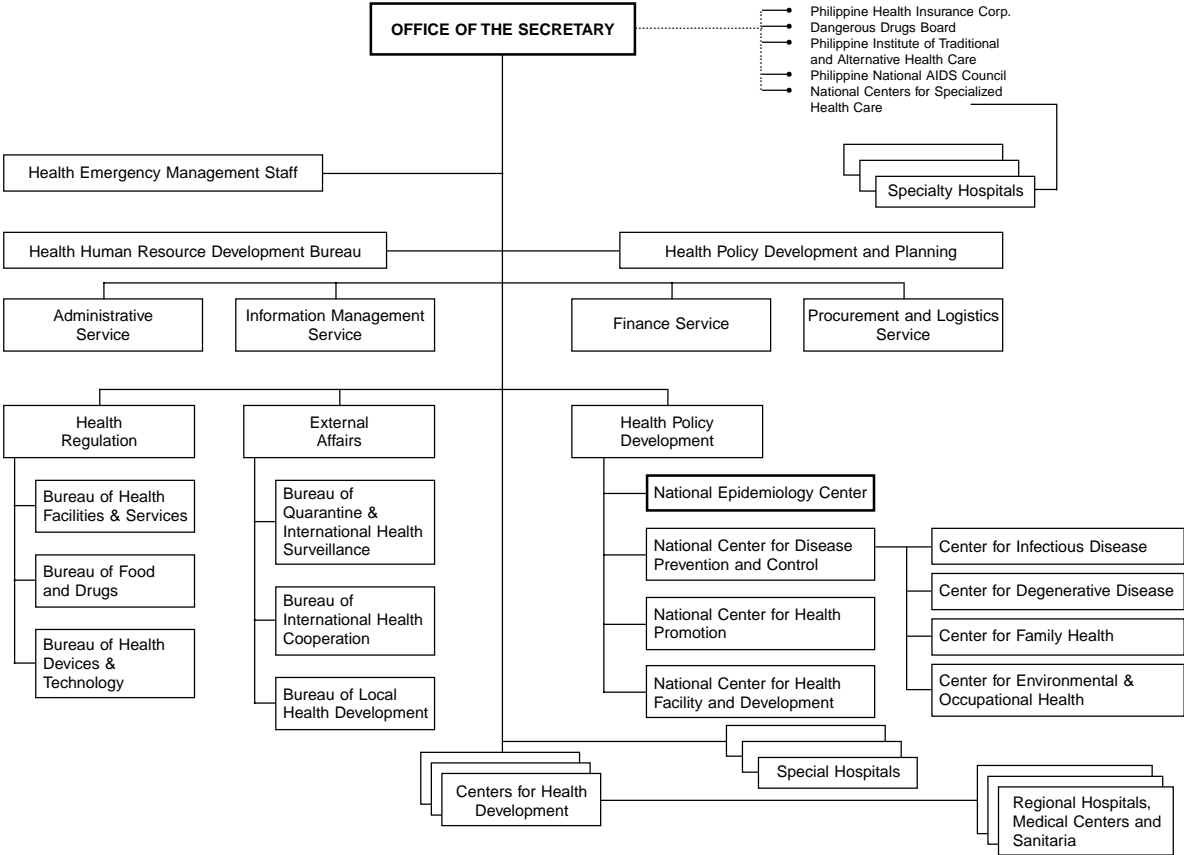 OFFICE OF THE SECRETARY
Philippine Health Insurance Corp.
Dangerous Drugs Board
Philippine Institute of Traditional
and Alternative Health Care
Philippine National AIDS Council
National Centers for Specialized
Health Care
Specialty Hospitals
Health Emergency Management Staff
Health Human Resource Development Bureau
Health Policy Development and Planning
Administrative
Service
Information Management
Service
Finance Service
Procurement and Logistics
Service
Health
Regulation
External
Affairs
Health Policy
Development
Bureau of Health
Facilities & Services
Bureau of Food
and Drugs
Bureau of Health
Devices &
Technology
Bureau of
Quarantine &
International Health
Surveillance
Bureau of
International Health
Cooperation
Bureau of Local
Health Development
National Epidemiology Center
National Center for Disease
Prevention and Control
National Center for Health
Promotion
National Center for Health
Facility and Development
Center for Infectious Disease
Center for Degenerative Disease
Center for Family Health
Center for Environmental &
Occupational Health
Special Hospitals
Centers for Health
Development
Regional Hospitals,
Medical Centers and
Sanitaria